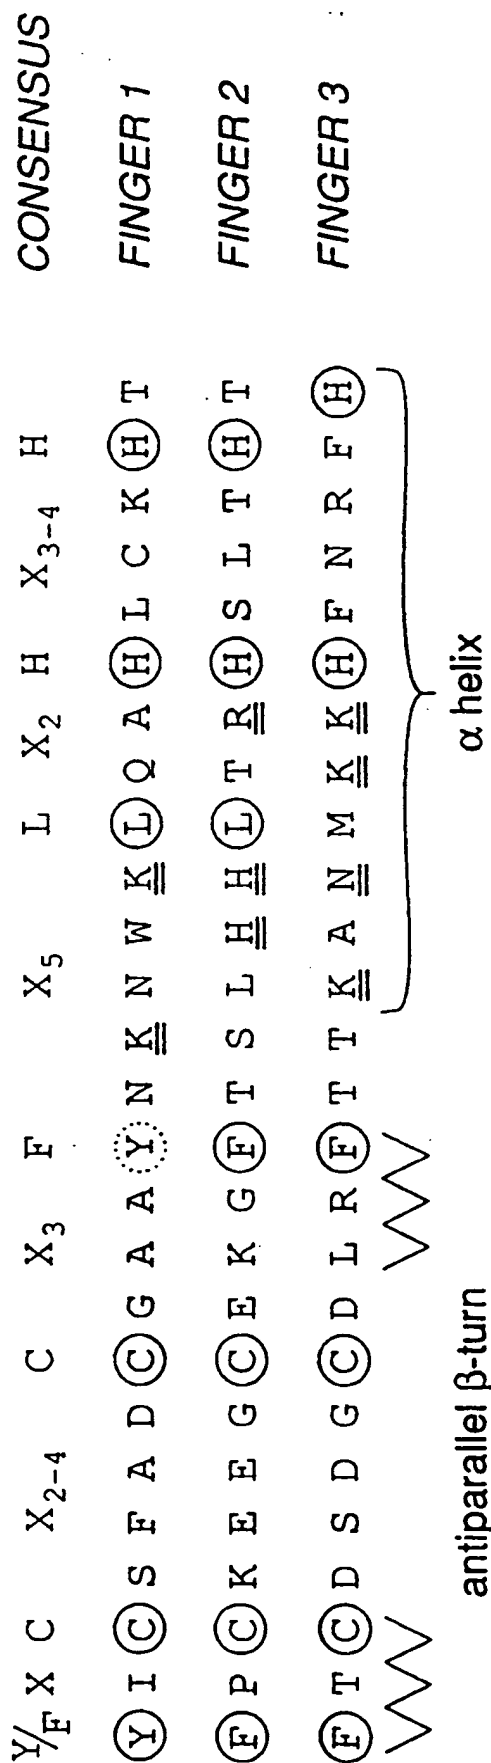 Y/F X C X₂₋₄ C X₃ F X₅ L X₂ H X₃₋₄ H CONSENSUS
Y I C S F A D C G A A Y N K N W K L Q A H L C K H T FINGER 1
F P C K E E G C E K G F T S L H H L T R H S L T H T FINGER 2
F T C D S D G C D L R F T T K A N M K K H F N R F H FINGER 3
antiparallel β-turn α helix